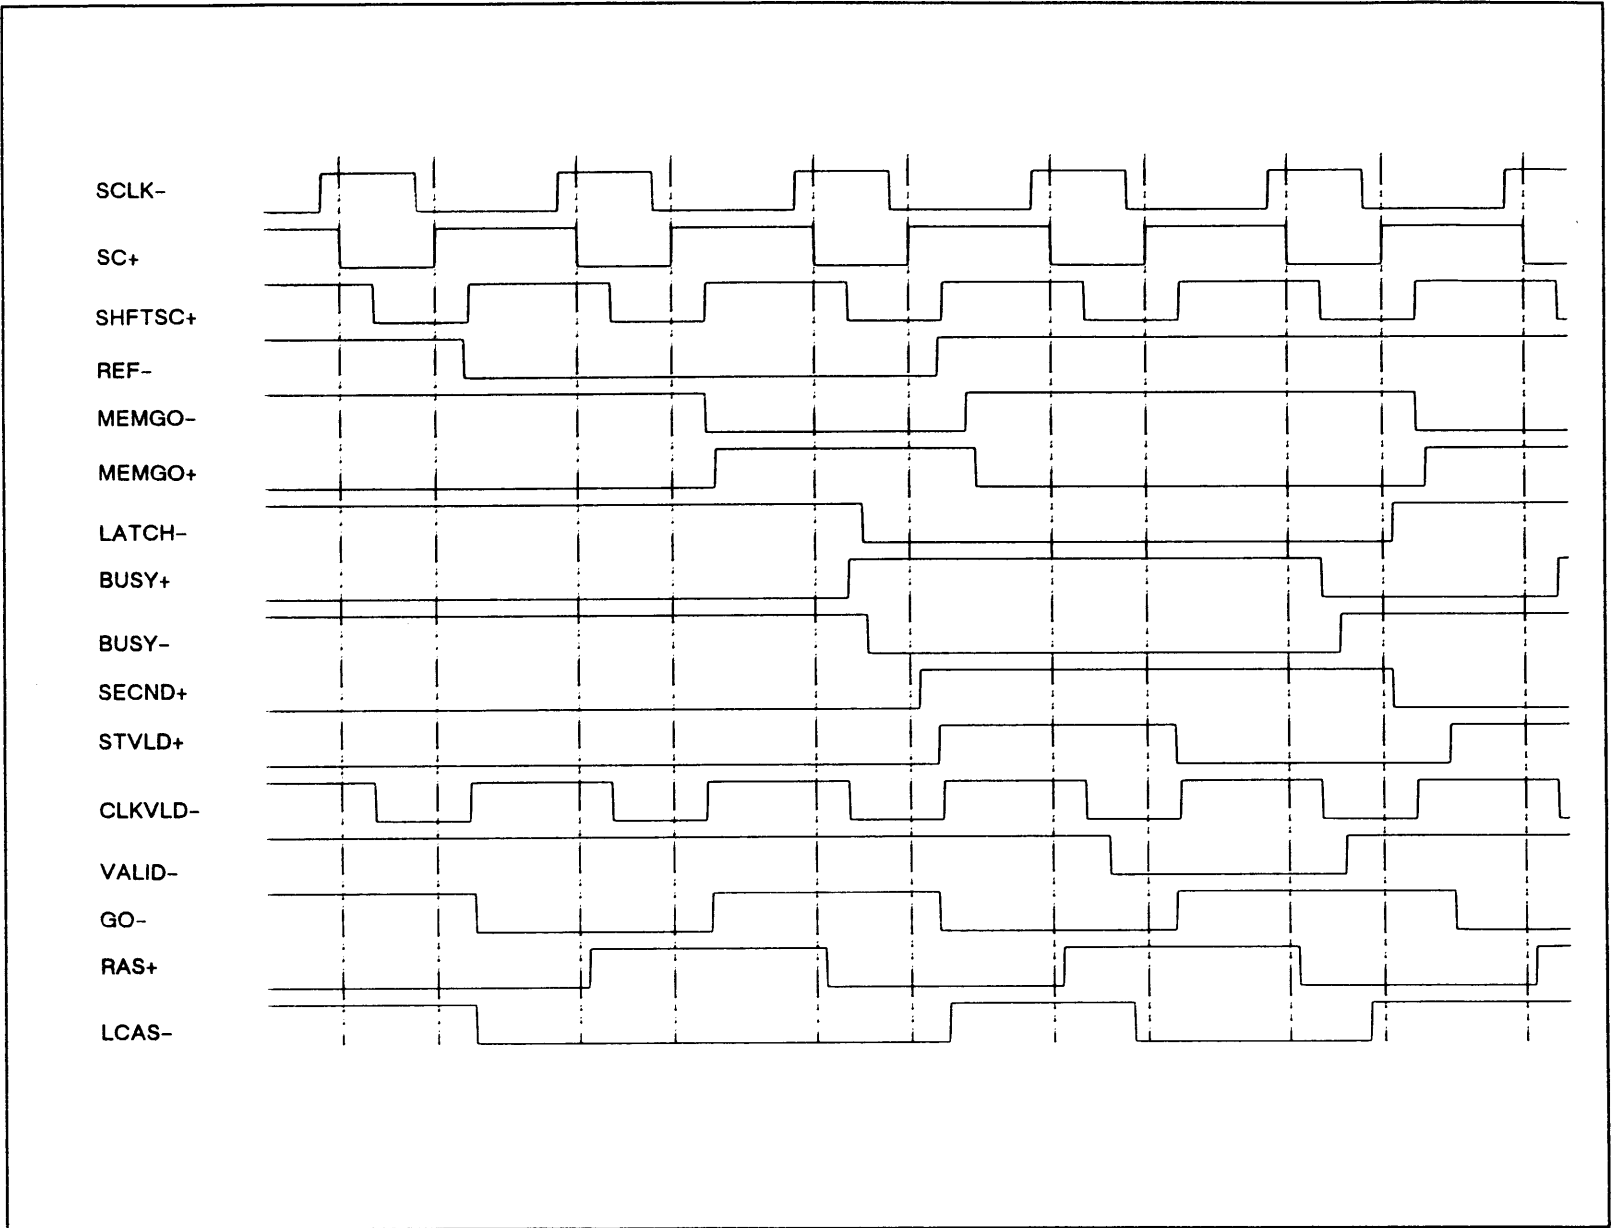 SCLK–
SC+
SHFTSC+
REF–
MEMGO–
MEMGO+
LATCH–
BUSY+
BUSY–
SECND+
STVLD+
CLKVLD–
VALID–
GO–
RAS+
LCAS–